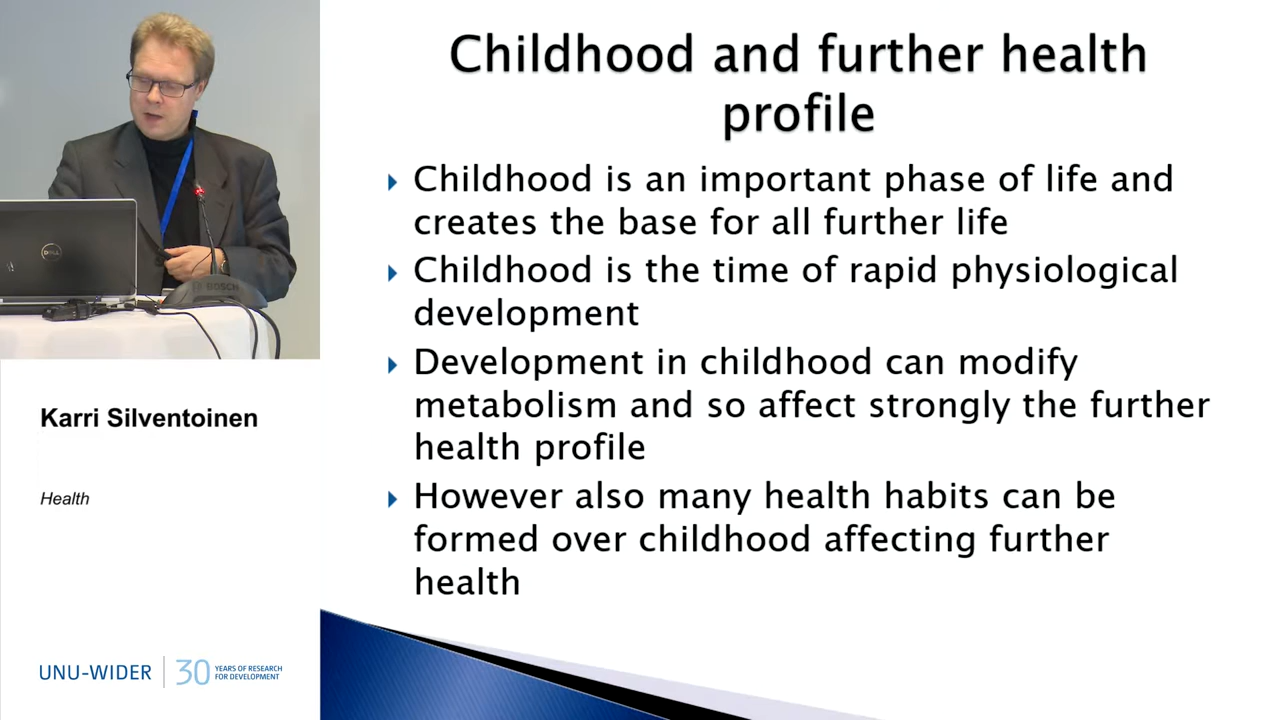 Childhood and further health
profile
Childhood is an important phase of life and
creates the base for all further life
Childhood is the time of rapid physiological
development
Development in childhood can modify
metabolism and so affect strongly the further
health profile
However also many health habits can be
formed over childhood affecting further
health
DELL
BOSCH
Karri Silventoinen
Health
UNU-WIDER
30
YEARS OF RESEARCH
FOR DEVELOPMENT